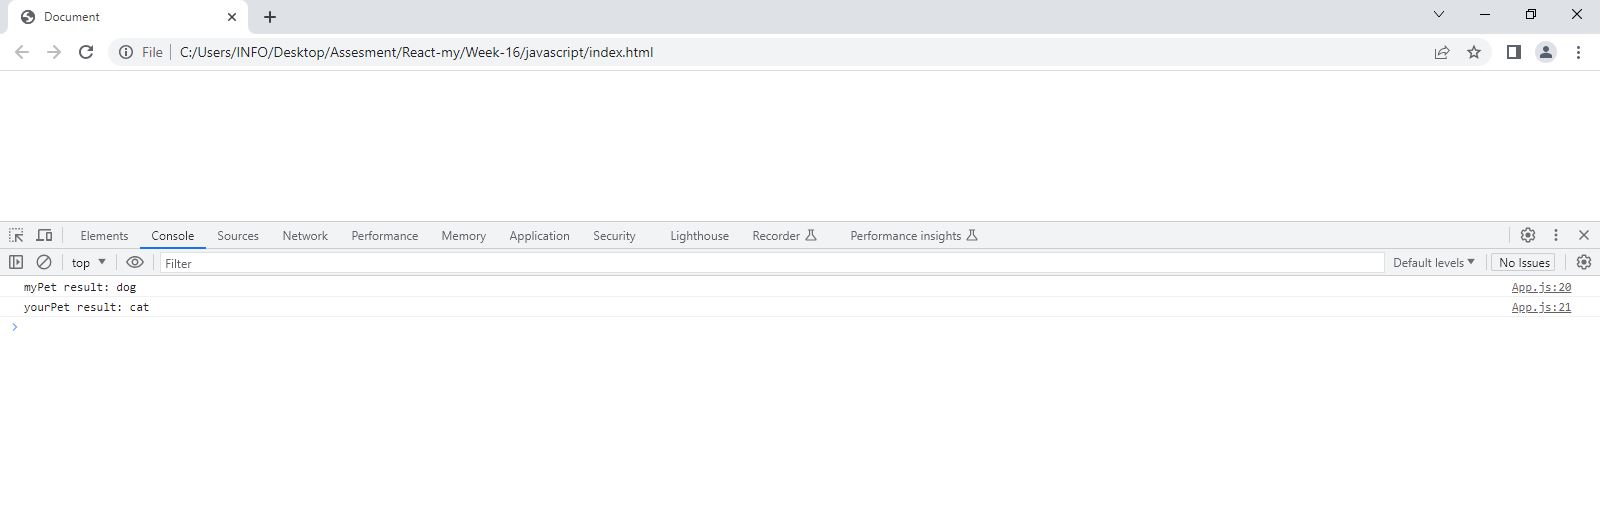 Document
File C:/Users/INFO/Desktop/Assesment/React-my/Week-16/javascript/index.html
Elements Console Sources Network Performance Memory Application Security Lighthouse Recorder Performance insights
top Filter Default levels No Issues
myPet result: dog App.js:20
yourPet result: cat App.js:21